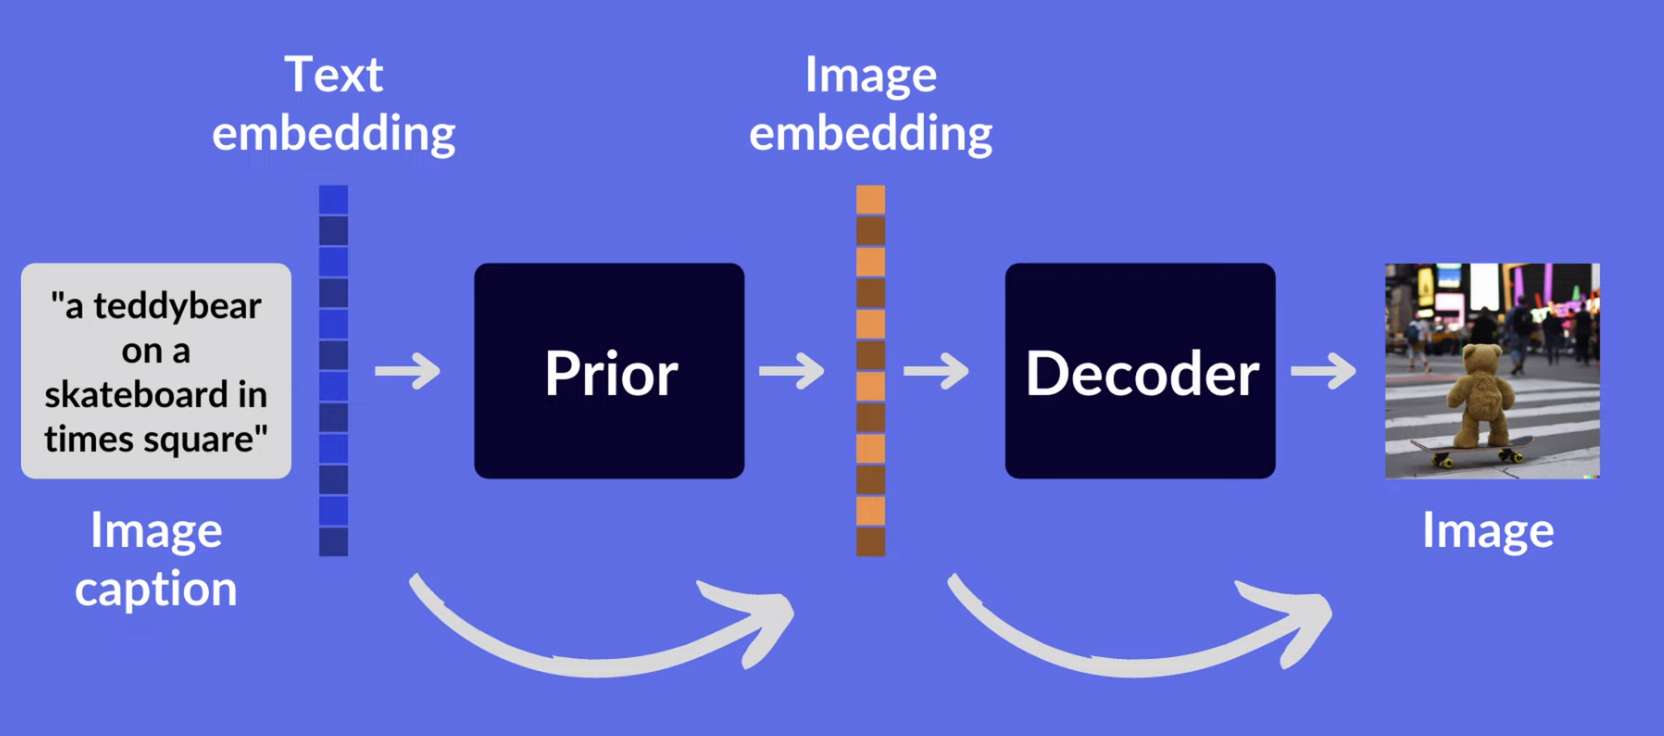 Text
embedding
Image
embedding
"a teddybear
on a
skateboard in
times square"
Prior
Decoder
Image
caption
Image